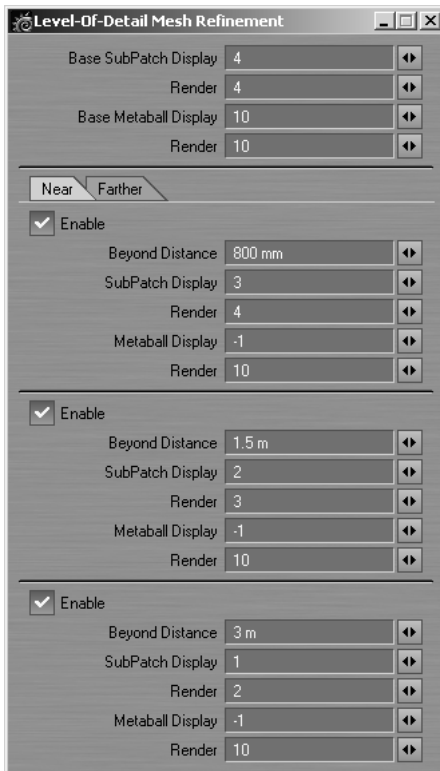 Level-Of-Detail Mesh Refinement
Base SubPatch Display 4
Render 4
Base Metaball Display 10
Render 10
Near Farther
Enable
Beyond Distance 800 mm
SubPatch Display 3
Render 4
Metaball Display -1
Render 10
Enable
Beyond Distance 1.5 m
SubPatch Display 2
Render 3
Metaball Display -1
Render 10
Enable
Beyond Distance 3 m
SubPatch Display 1
Render 2
Metaball Display -1
Render 10